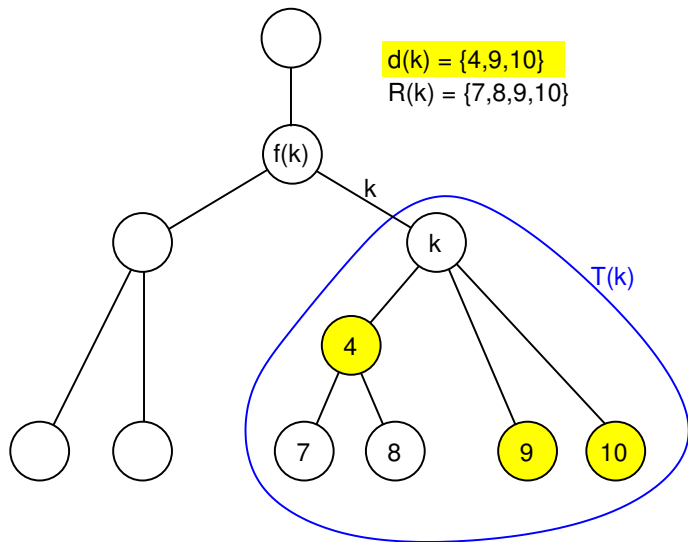 d(k) = {4,9,10}
R(k) = {7,8,9,10}
f(k)
k
k
T(k)
4
7
8
9
10